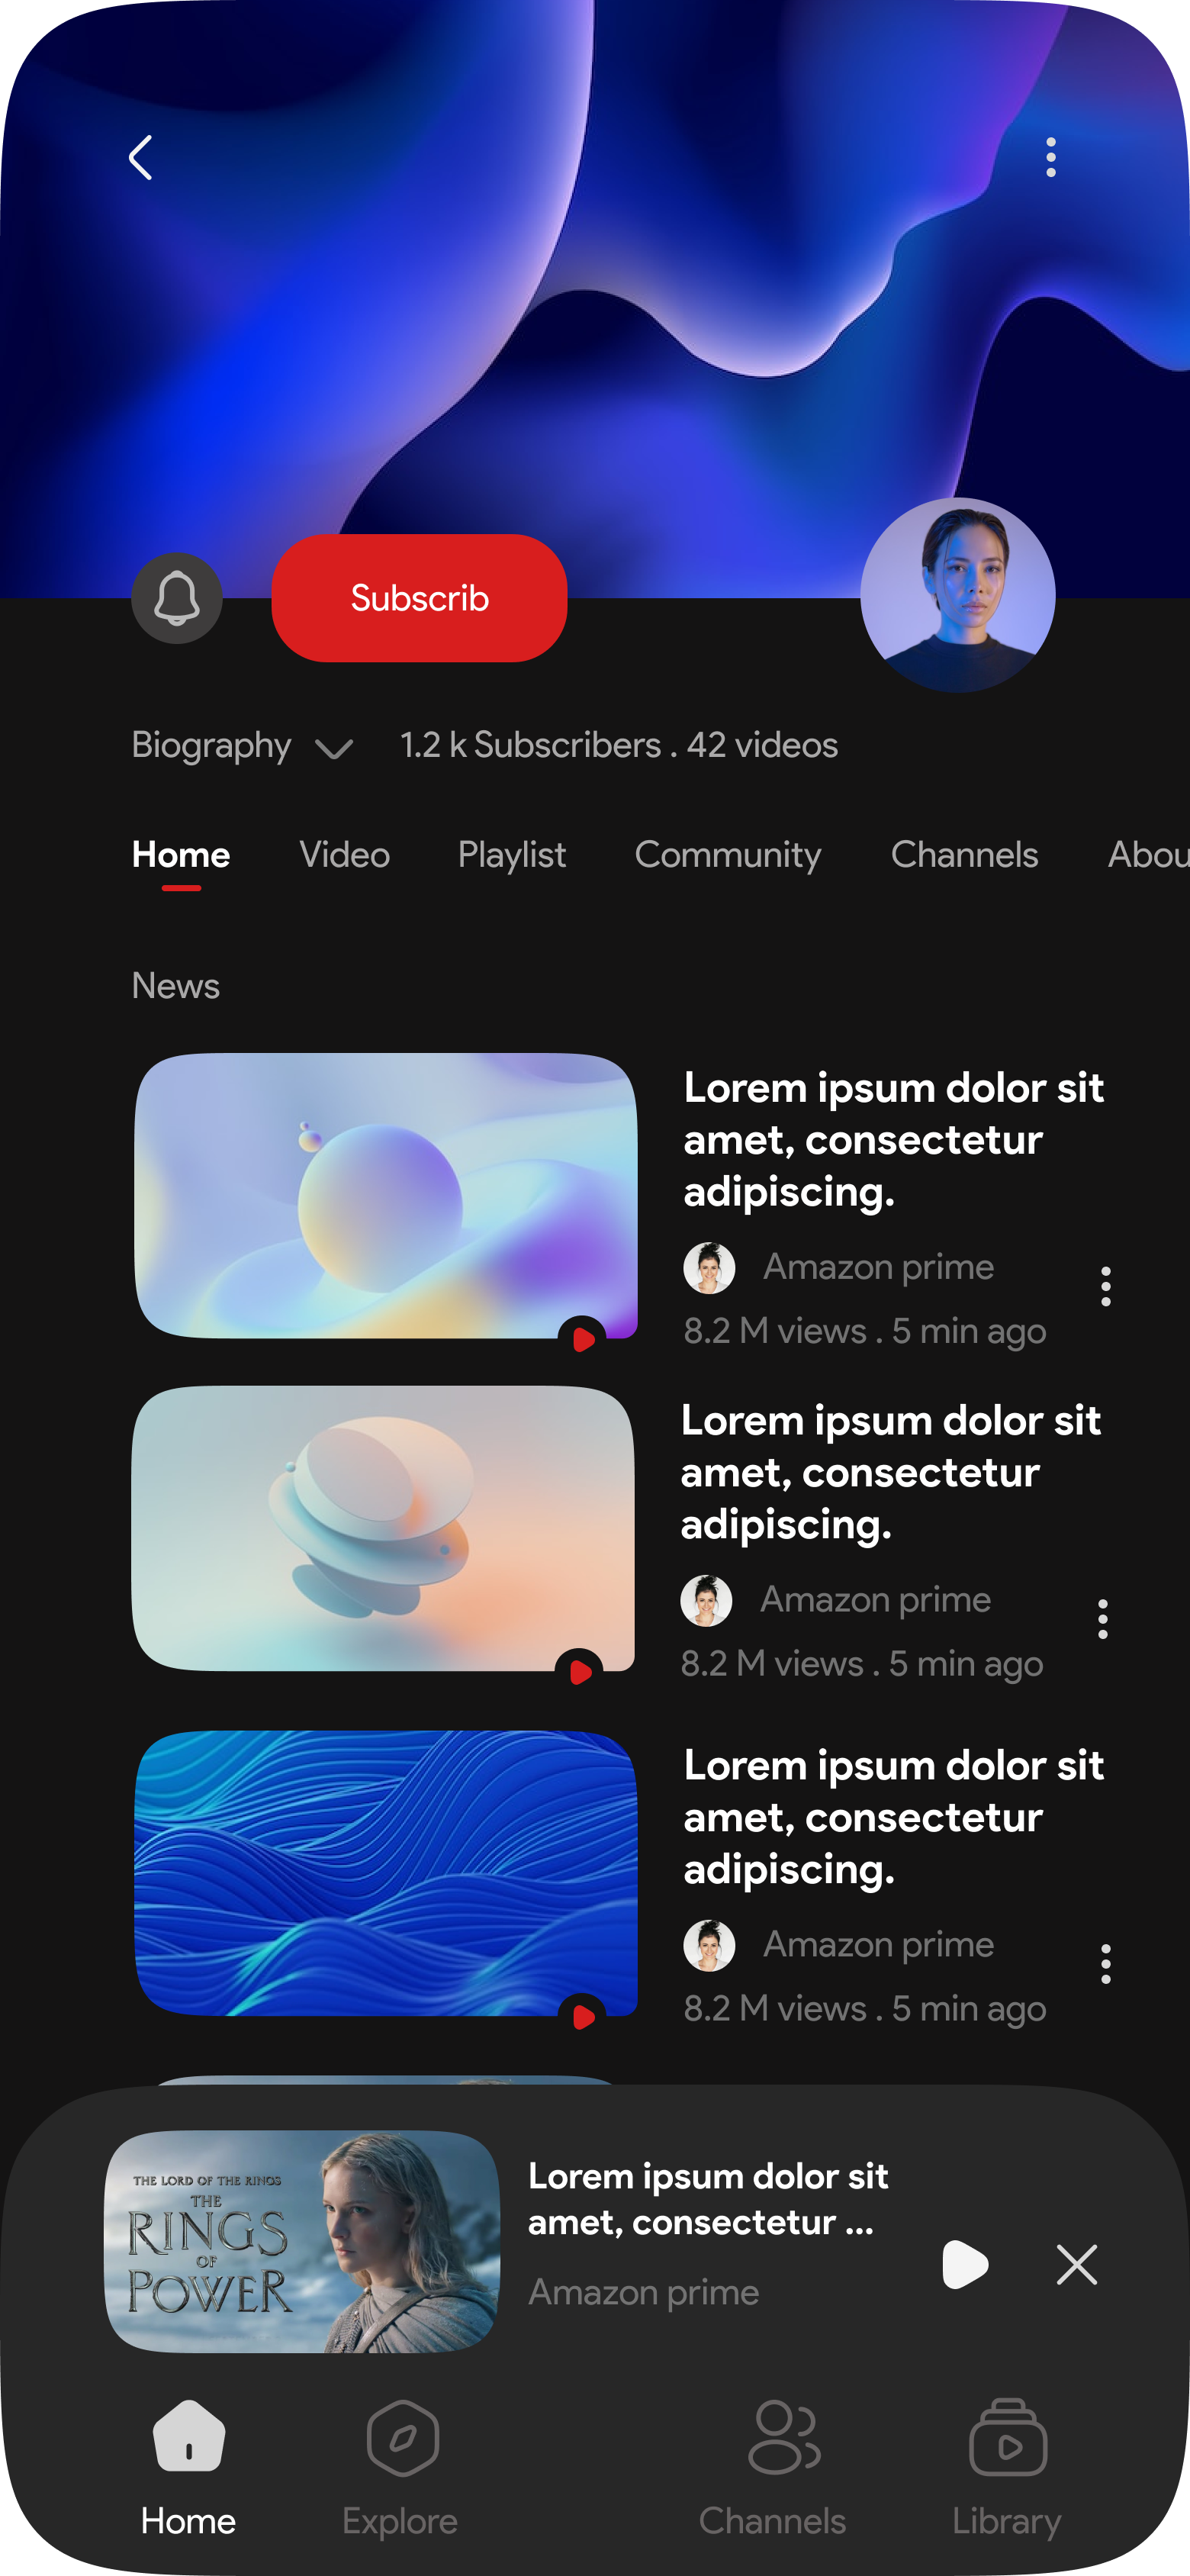 Subscrib
Biography 1.2 k Subscribers . 42 videos
Home Video Playlist Community Channels Abou
News
Lorem ipsum dolor sit
amet, consectetur
adipiscing.
Amazon prime
8.2 M views . 5 min ago
Lorem ipsum dolor sit
amet, consectetur
adipiscing.
Amazon prime
8.2 M views . 5 min ago
Lorem ipsum dolor sit
amet, consectetur
adipiscing.
Amazon prime
8.2 M views . 5 min ago
THE LORD OF THE RINGS
THE
RINGS
OF
POWER
Lorem ipsum dolor sit
amet, consectetur ...
Amazon prime
Home Explore Channels Library